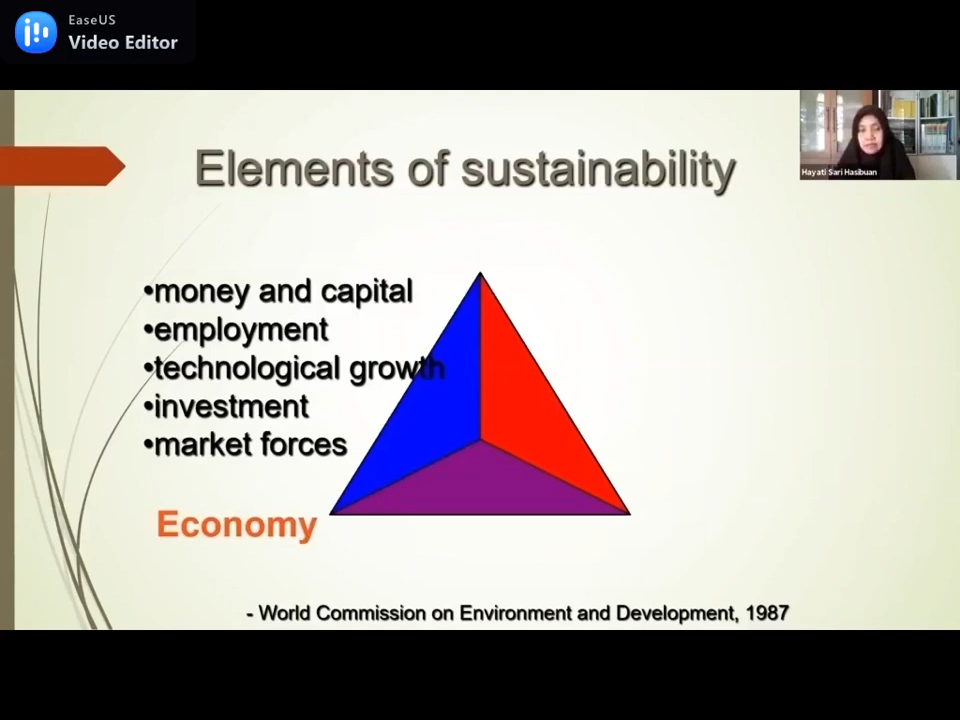 EaseUS
Video Editor
Elements of sustainability
Hayati Sari Hasibuan
•money and capital
•employment
•technological growth
•investment
•market forces
Economy
- World Commission on Environment and Development, 1987